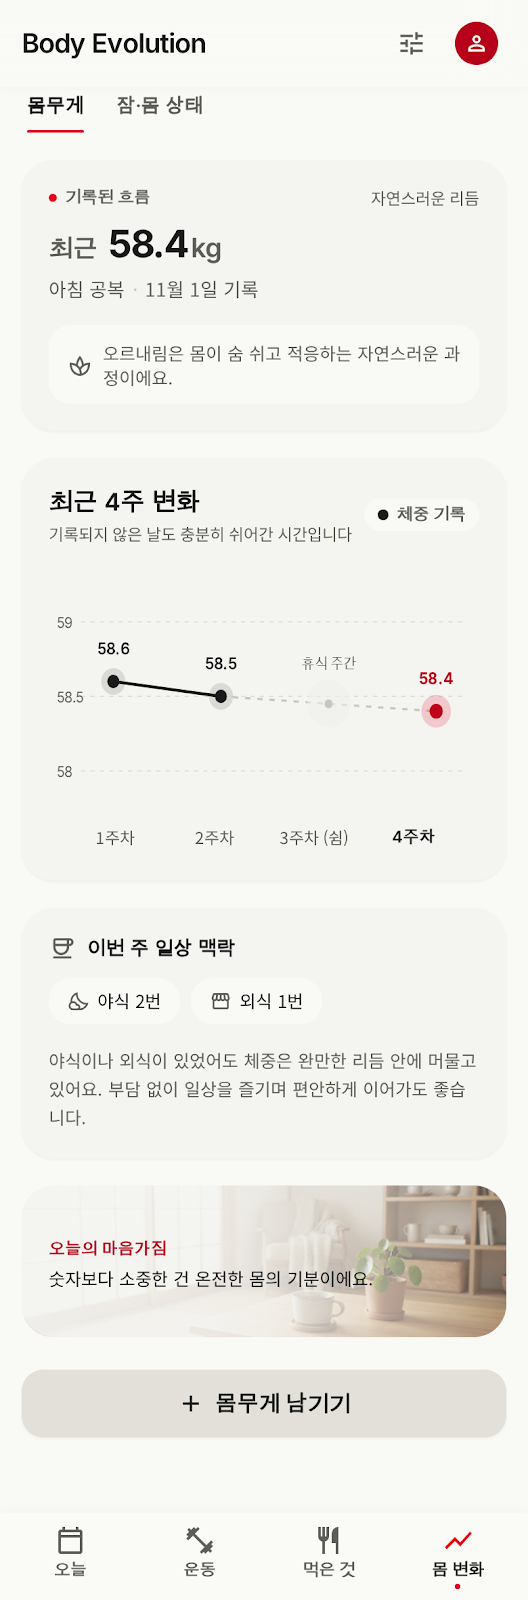 Body Evolution
몸무게 잠·몸 상태
기록된 흐름 자연스러운 리듬
최근 58.4kg
아침 공복 · 11월 1일 기록
오르내림은 몸이 숨 쉬고 적응하는 자연스러운 과
정이에요.
최근 4주 변화
체중 기록
기록되지 않은 날도 충분히 쉬어간 시간입니다
59
58.6
58.5
휴식 주간
58.4
58.5
58
1주차 2주차 3주차 (쉼) 4주차
이번 주 일상 맥락
야식 2번 외식 1번
야식이나 외식이 있었어도 체중은 완만한 리듬 안에 머물고
있어요. 부담 없이 일상을 즐기며 편안하게 이어가도 좋습
니다.
오늘의 마음가짐
숫자보다 소중한 건 온전한 몸의 기분이에요.
+ 몸무게 남기기
오늘 운동 먹은 것 몸 변화